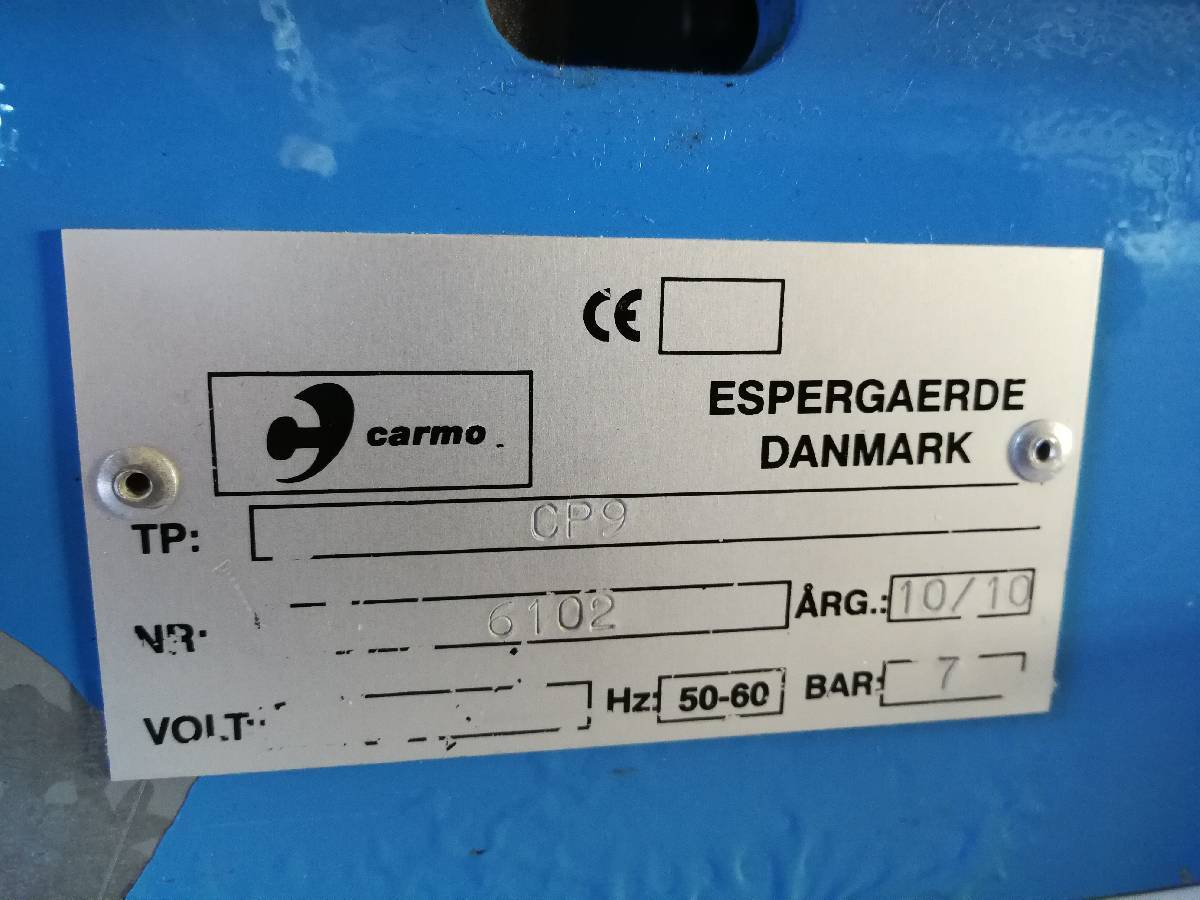 CE
carmo
ESPERGAERDE
DANMARK
TP: CP9
NR: 6102 ÅRG.: 10/10
VOLT: Hz: 50-60 BAR: 7